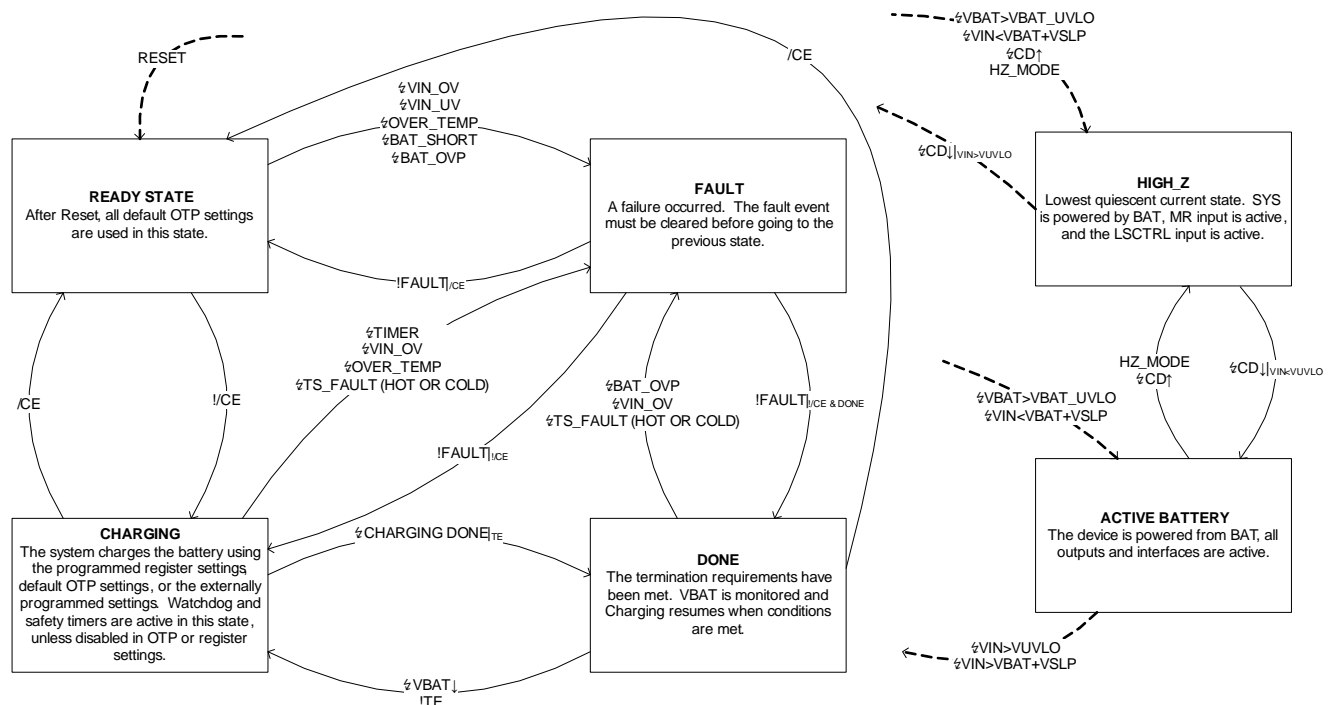 RESET
↯VIN_OV
↯VIN_UV
↯OVER_TEMP
↯BAT_SHORT
↯BAT_OVP
/CE
↯VBAT>VBAT_UVLO
↯VIN<VBAT+VSLP
↯CD↑
HZ_MODE
↯CD↓|VIN>VUVLO
READY STATE
After Reset, all default OTP settings
are used in this state.
FAULT
A failure occurred. The fault event
must be cleared before going to the
previous state.
HIGH_Z
Lowest quiescent current state. SYS
is powered by BAT, MR input is active,
and the LSCTRL input is active.
!FAULT|/CE
↯TIMER
↯VIN_OV
↯OVER_TEMP
↯TS_FAULT (HOT OR COLD)
/CE
!/CE
↯BAT_OVP
↯VIN_OV
↯TS_FAULT (HOT OR COLD)
!FAULT|!/CE & DONE
!FAULT|!/CE
↯VBAT>VBAT_UVLO
↯VIN<VBAT+VSLP
HZ_MODE
↯CD↑
↯CD↓|VIN<VUVLO
CHARGING
The system charges the battery using
the programmed register settings,
default OTP settings, or the externally
programmed settings. Watchdog and
safety timers are active in this state,
unless disabled in OTP or register
settings.
↯CHARGING DONE|TE
DONE
The termination requirements have
been met. VBAT is monitored and
Charging resumes when conditions
are met.
ACTIVE BATTERY
The device is powered from BAT, all
outputs and interfaces are active.
↯VBAT↓
!TE
↯VIN>VUVLO
↯VIN>VBAT+VSLP